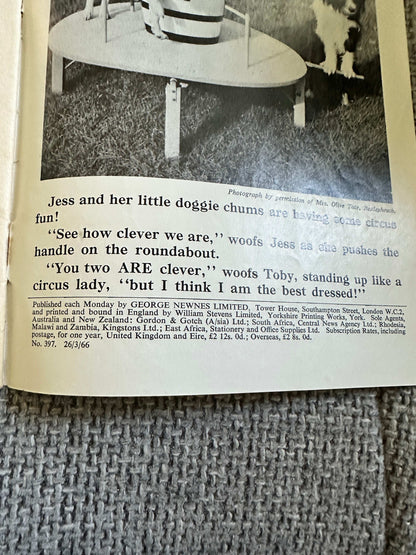 Photograph by permission of Mrs. Olive Tate, Bexleyheath.
Jess and her little doggie chums are having some circus
fun!
"See how clever we are," woofs Jess as she pushes the
handle on the roundabout.
"You two ARE clever," woofs Toby, standing up like a
circus lady, "but I think I am the best dressed!"
Published each Monday by GEORGE NEWNES LIMITED, Tower House, Southampton Street, London W.C.2,
and printed and bound in England by William Stevens Limited, Yorkshire Printing Works, York. Sole Agents,
Australia and New Zealand: Gordon & Gotch (A/sia) Ltd.; South Africa, Central News Agency Ltd.; Rhodesia,
Malawi and Zambia, Kingstons Ltd.; East Africa, Stationery and Office Supplies Ltd. Subscription Rates, including
postage, for one year, United Kingdom and Eire, £2 12s. 0d.; Overseas, £2 8s. 0d.
No. 397. 26/3/66